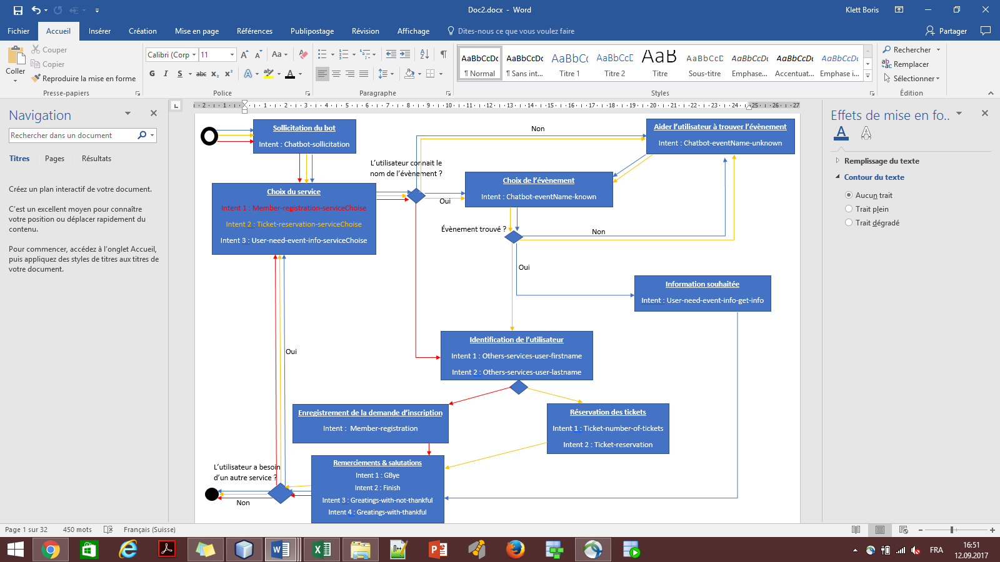 Doc2.docx - Word
Klett Boris
Fichier
Accueil
Insérer
Création
Mise en page
Références
Publipostage
Révision
Affichage
Dites-nous ce que vous voulez faire
Partager
Coller
Couper
Copier
Reproduire la mise en forme
Presse-papiers
Calibri (Corp
11
Aa
G I S abc x₂ x²
A
A
Police
Paragraphe
AaBbCcDc
¶ Normal
AaBbCcDc
¶ Sans int...
AaBbCc
Titre 1
AaBbCcD
Titre 2
AaB
Titre
AaBbCcD
Sous-titre
AaBbCcDc
Emphase...
AaBbCcDc
Accentuat...
AaBbCcDc
Emphase i...
Styles
Rechercher
Remplacer
Sélectionner
Édition
Navigation
Rechercher dans un document
Titres
Pages
Résultats
Créez un plan interactif de votre document.
C'est un excellent moyen pour connaître
votre position ou déplacer rapidement du
contenu.
Pour commencer, accédez à l'onglet Accueil,
puis appliquez des styles de titres aux titres de
votre document.
2 1 1 2 3 4 5 6 7 8 9 10 11 12 13 14 15 16 17 18 19 20 21 22 23 24 25 26 27
Sollicitation du bot
Intent : Chatbot-sollicitation
Non
Aider l'utilisateur à trouver l'évènement
Intent : Chatbot-eventName-unknown
L'utilisateur connait le
nom de l'évènement ?
Choix du service
Intent 1 : Member-registration-serviceChoise
Intent 2 : Ticket-reservation-serviceChoise
Intent 3 : User-need-event-info-serviceChoise
Oui
Choix de l'évènement
Intent : Chatbot-eventName-known
Évènement trouvé ?
Non
Oui
Information souhaitée
Intent : User-need-event-info-get-info
Identification de l'utilisateur
Intent 1 : Others-services-user-firstname
Intent 2 : Others-services-user-lastname
Oui
Enregistrement de la demande d'inscription
Intent : Member-registration
Réservation des tickets
Intent 1 : Ticket-number-of-tickets
Intent 2 : Ticket-reservation
Remerciements & salutations
Intent 1 : GBye
Intent 2 : Finish
Intent 3 : Greatings-with-not-thankful
Intent 4 : Greatings-with-thankful
L'utilisateur a besoin
d'un autre service ?
Non
Effets de mise en fo..
Remplissage du texte
Contour du texte
Aucun trait
Trait plein
Trait dégradé
Page 1 sur 32
450 mots
Français (Suisse)
FRA
16:51
12.09.2017